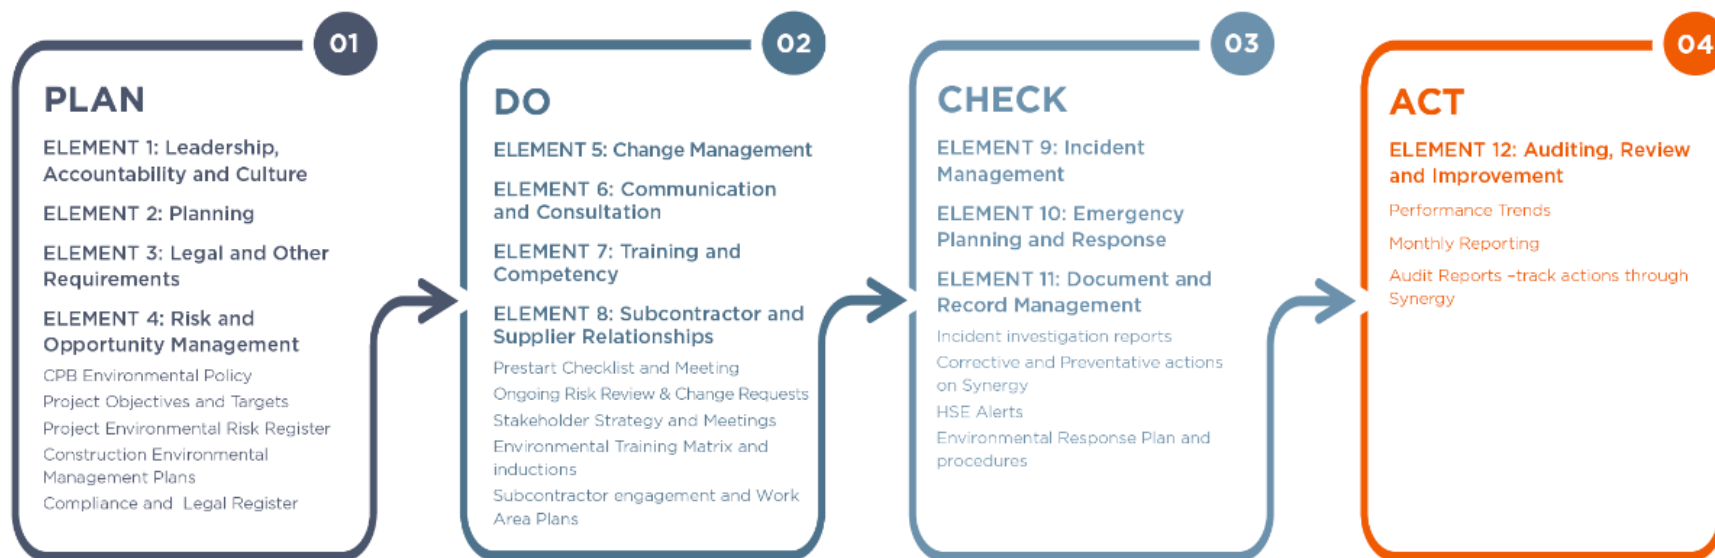 01
PLAN
ELEMENT 1: Leadership,
Accountability and Culture
ELEMENT 2: Planning
ELEMENT 3: Legal and Other
Requirements
ELEMENT 4: Risk and
Opportunity Management
CPB Environmental Policy
Project Objectives and Targets
Project Environmental Risk Register
Construction Environmental
Management Plans
Compliance and Legal Register
02
DO
ELEMENT 5: Change Management
ELEMENT 6: Communication
and Consultation
ELEMENT 7: Training and
Competency
ELEMENT 8: Subcontractor and
Supplier Relationships
Prestart Checklist and Meeting
Ongoing Risk Review & Change Requests
Stakeholder Strategy and Meetings
Environmental Training Matrix and
inductions
Subcontractor engagement and Work
Area Plans
03
CHECK
ELEMENT 9: Incident
Management
ELEMENT 10: Emergency
Planning and Response
ELEMENT 11: Document and
Record Management
Incident investigation reports
Corrective and Preventative actions
on Synergy
HSE Alerts
Environmental Response Plan and
procedures
04
ACT
ELEMENT 12: Auditing, Review
and Improvement
Performance Trends
Monthly Reporting
Audit Reports –track actions through
Synergy